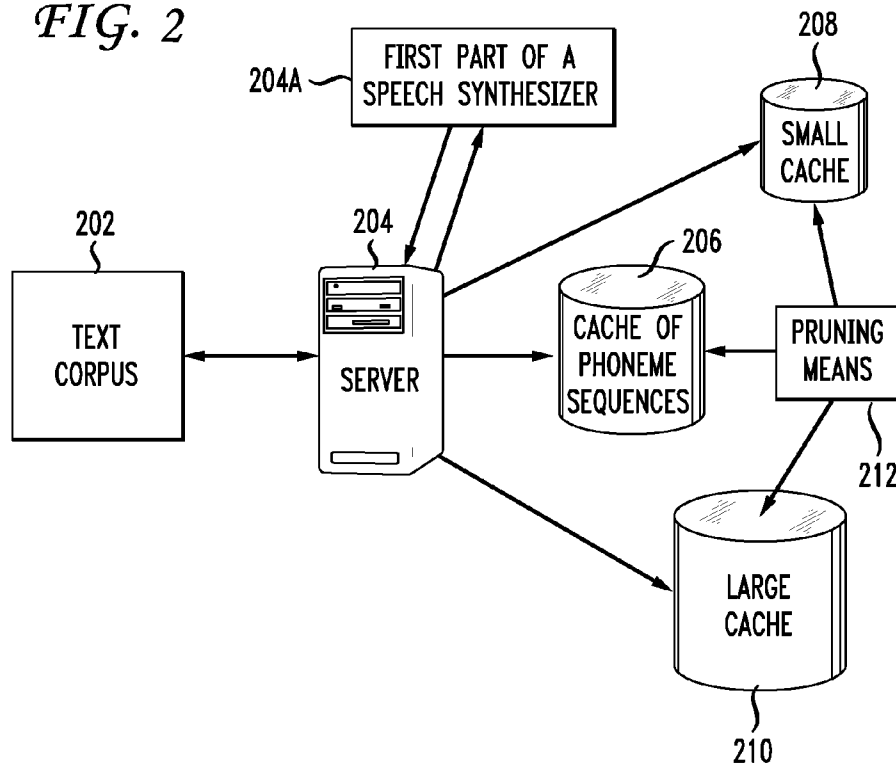 FIG. 2
208
FIRST PART OF A
SPEECH SYNTHESIZER
204A
SMALL
CACHE
202
204
206
TEXT
CORPUS
SERVER
CACHE OF
PHONEME
SEQUENCES
PRUNING
MEANS
212
LARGE
CACHE
210